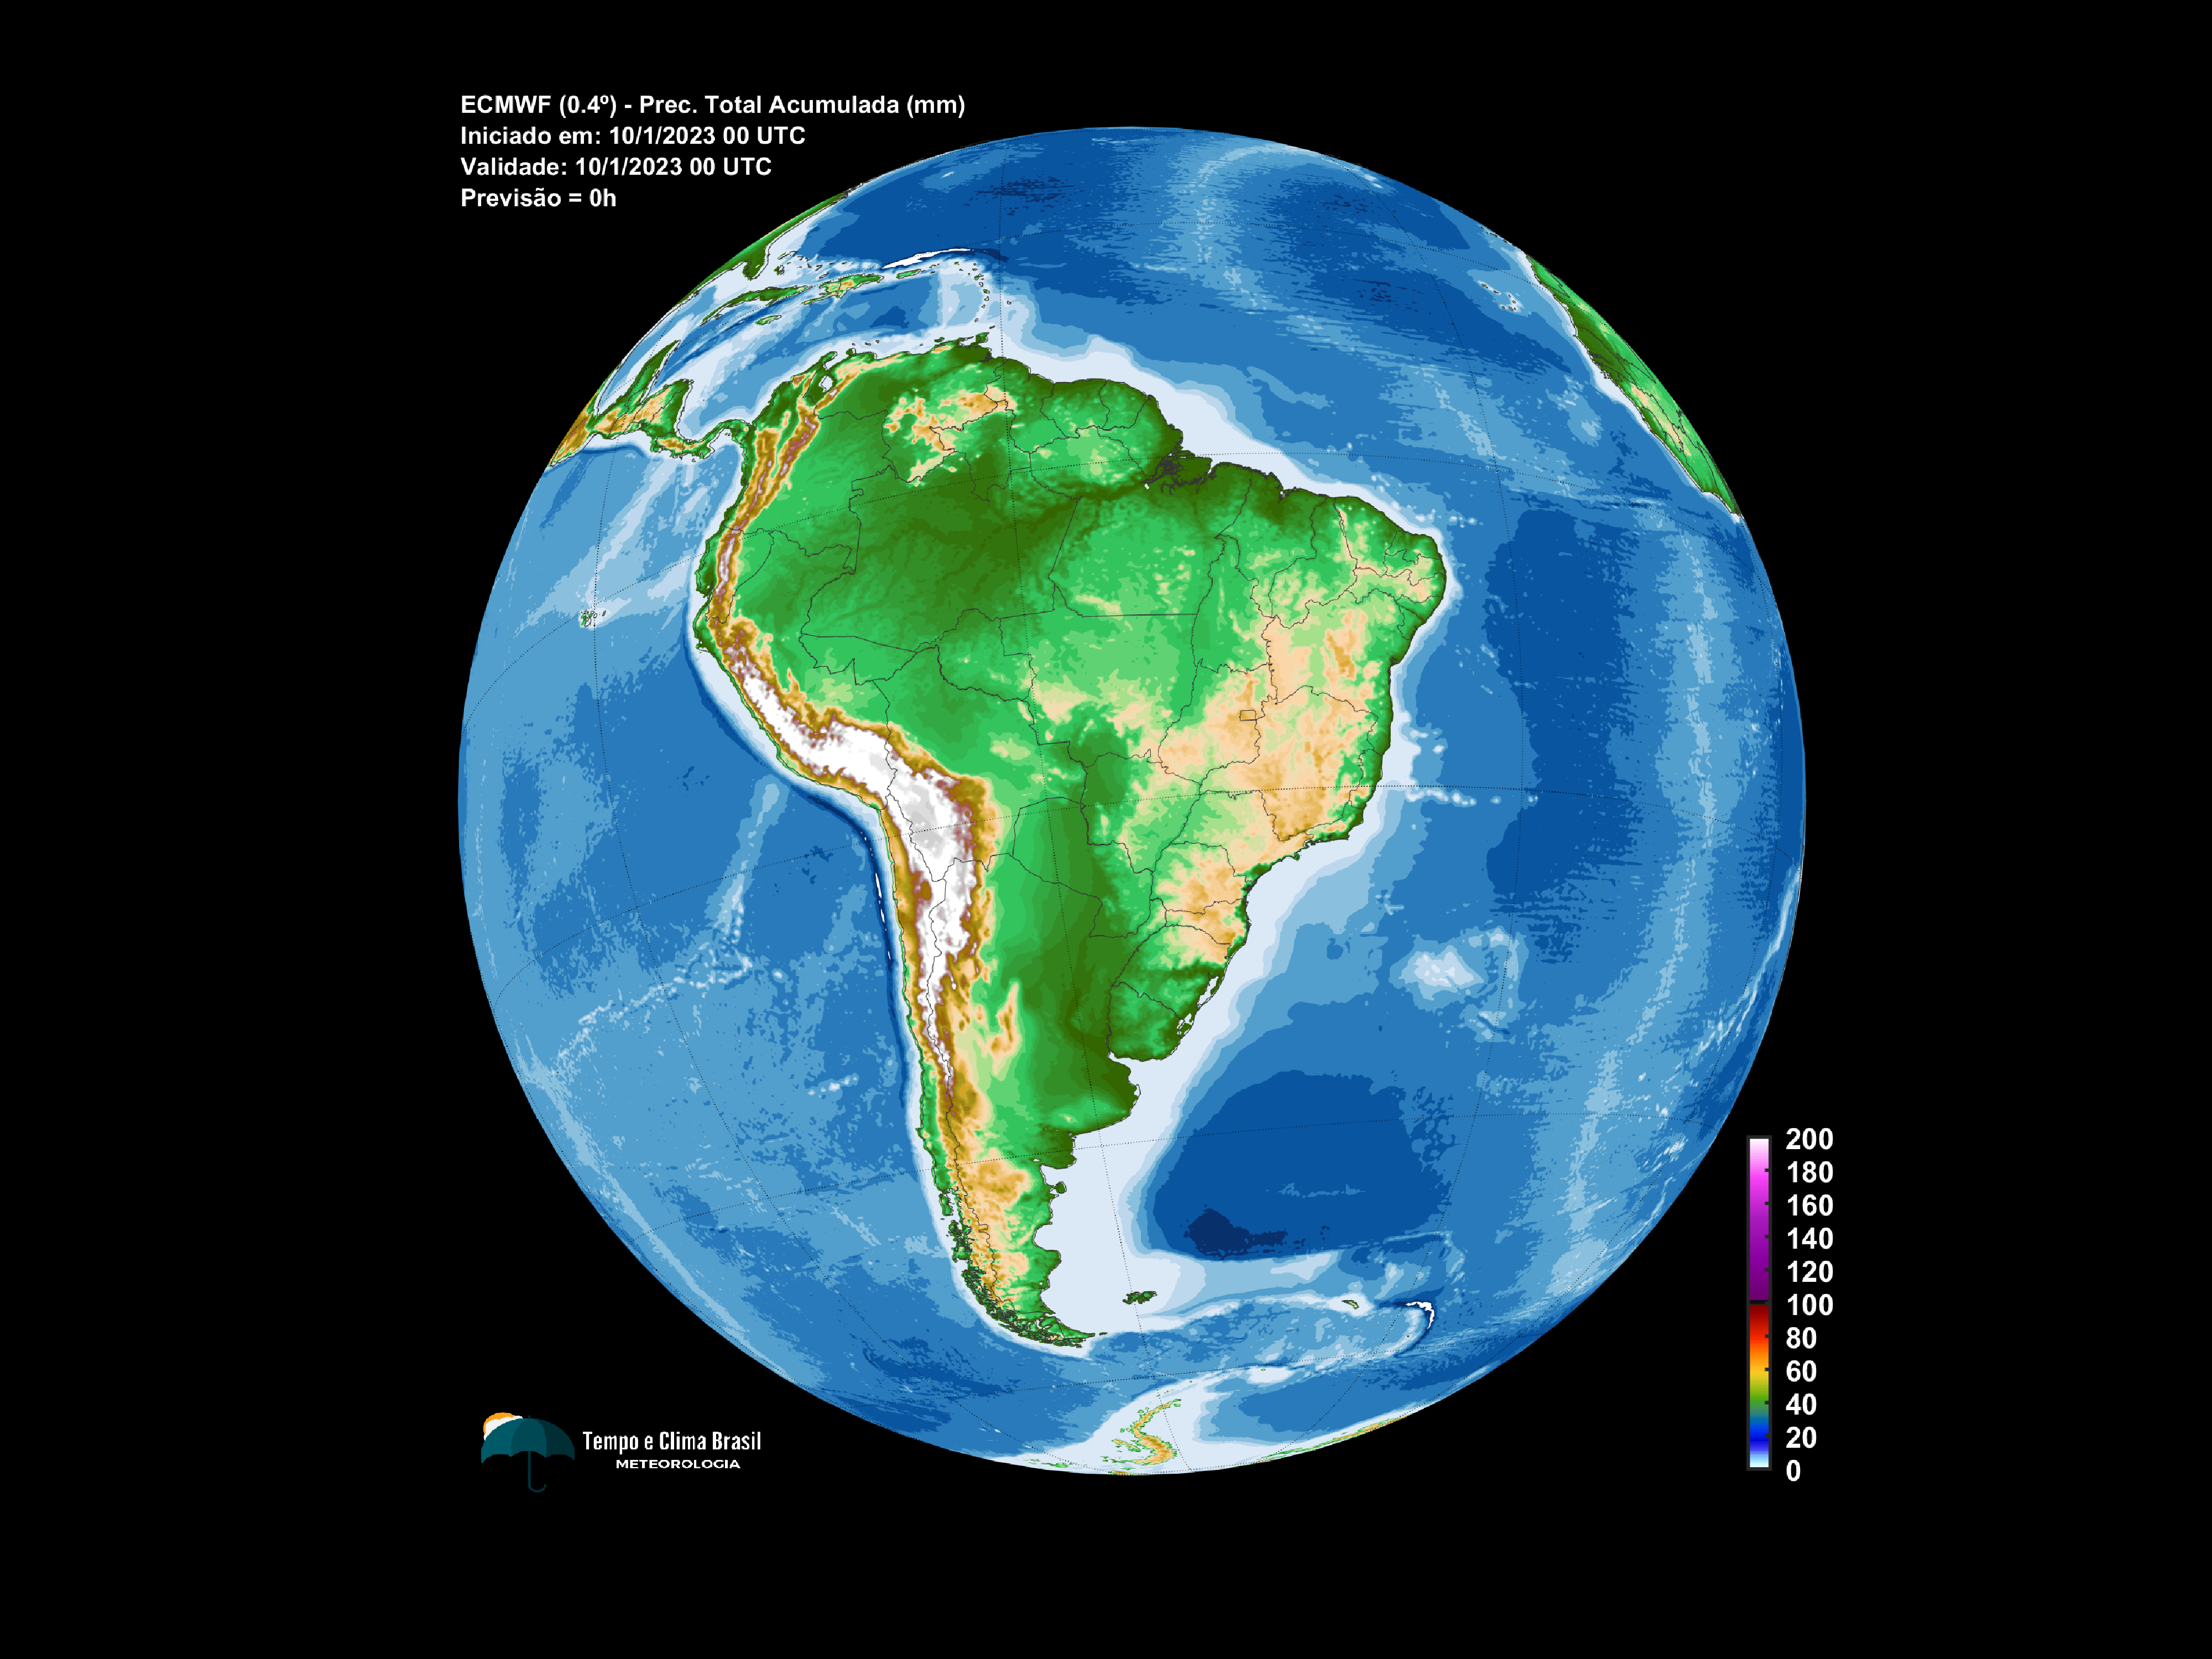 ECMWF (0.4º) - Prec. Total Acumulada (mm)
Iniciado em: 10/1/2023 00 UTC
Validade: 10/1/2023 00 UTC
Previsão = 0h
200
180
160
140
120
100
80
60
40
20
0
Tempo e Clima Brasil
METEOROLOGIA